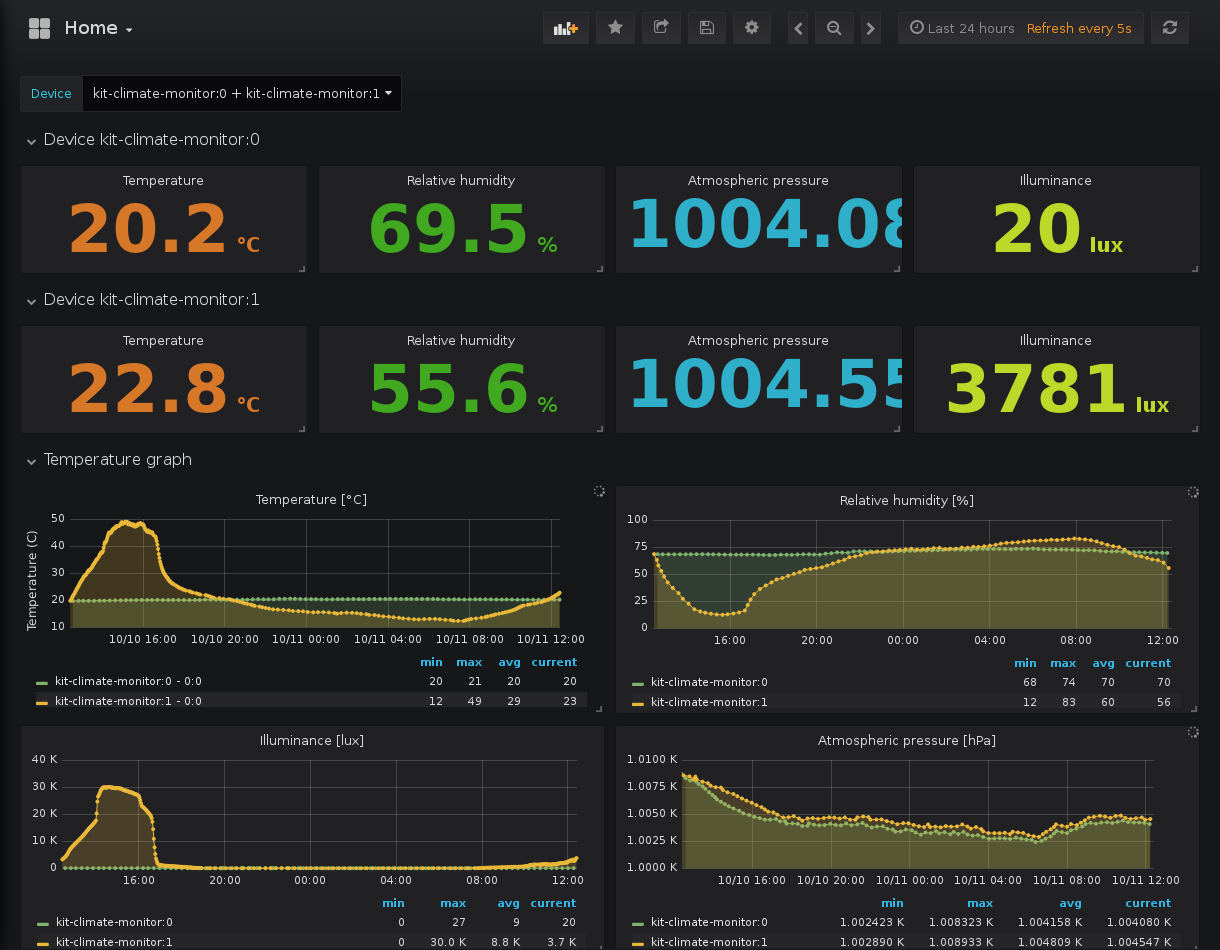 Home
Last 24 hours Refresh every 5s
Device kit-climate-monitor:0 + kit-climate-monitor:1
Device kit-climate-monitor:0
Temperature
20.2 °C
Relative humidity
69.5 %
Atmospheric pressure
1004.08
Illuminance
20 lux
Device kit-climate-monitor:1
Temperature
22.8 °C
Relative humidity
55.6 %
Atmospheric pressure
1004.55
Illuminance
3781 lux
Temperature graph
Temperature [°C]
Temperature (C)
50
40
30
20
10
10/10 16:00 10/10 20:00 10/11 00:00 10/11 04:00 10/11 08:00 10/11 12:00
min max avg current
kit-climate-monitor:0 - 0:0 20 21 20 20
kit-climate-monitor:1 - 0:0 12 49 29 23
Relative humidity [%]
100
75
50
25
0
16:00 20:00 00:00 04:00 08:00 12:00
min max avg current
kit-climate-monitor:0 68 74 70 70
kit-climate-monitor:1 12 83 60 56
Illuminance [lux]
40 K
30 K
20 K
10 K
0
16:00 20:00 00:00 04:00 08:00 12:00
min max avg current
kit-climate-monitor:0 0 27 9 20
kit-climate-monitor:1 0 30.0 K 8.8 K 3.7 K
Atmospheric pressure [hPa]
1.0100 K
1.0075 K
1.0050 K
1.0025 K
1.0000 K
10/10 16:00 10/10 20:00 10/11 00:00 10/11 04:00 10/11 08:00 10/11 12:00
min max avg current
kit-climate-monitor:0 1.002423 K 1.008323 K 1.004158 K 1.004080 K
kit-climate-monitor:1 1.002890 K 1.008933 K 1.004809 K 1.004547 K